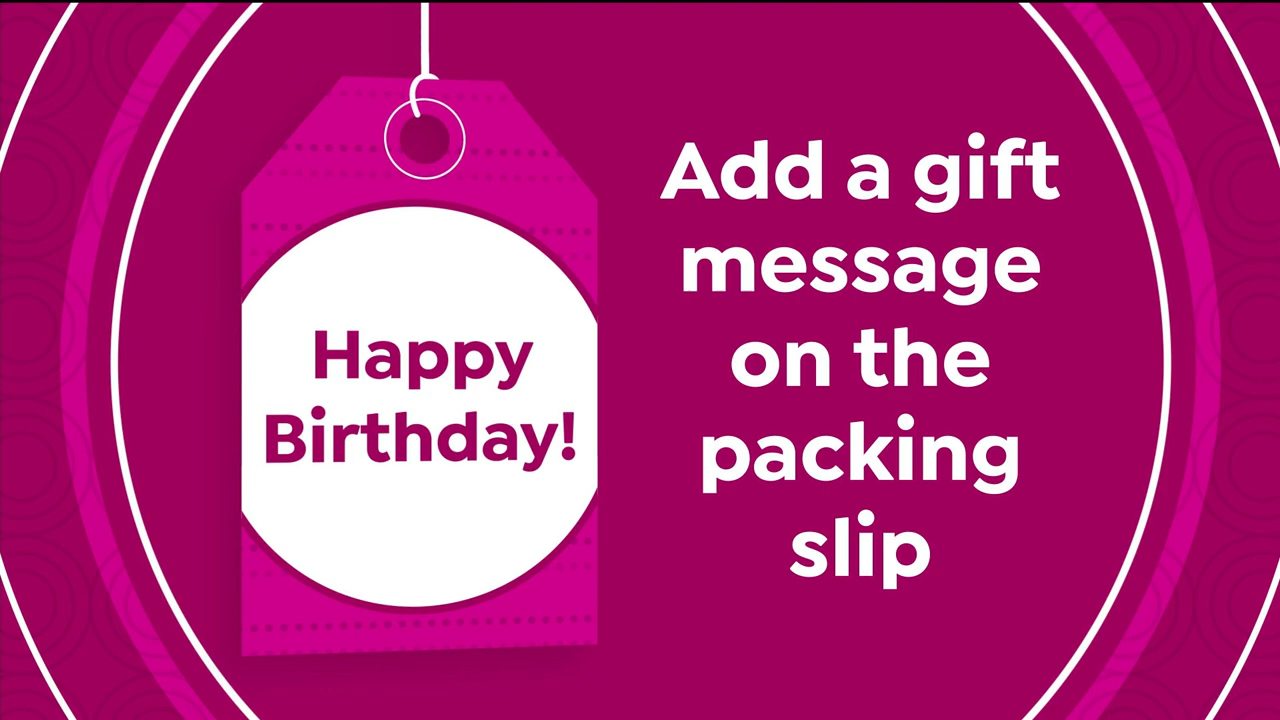 Happy
Birthday!
Add a gift
message
on the
packing
slip